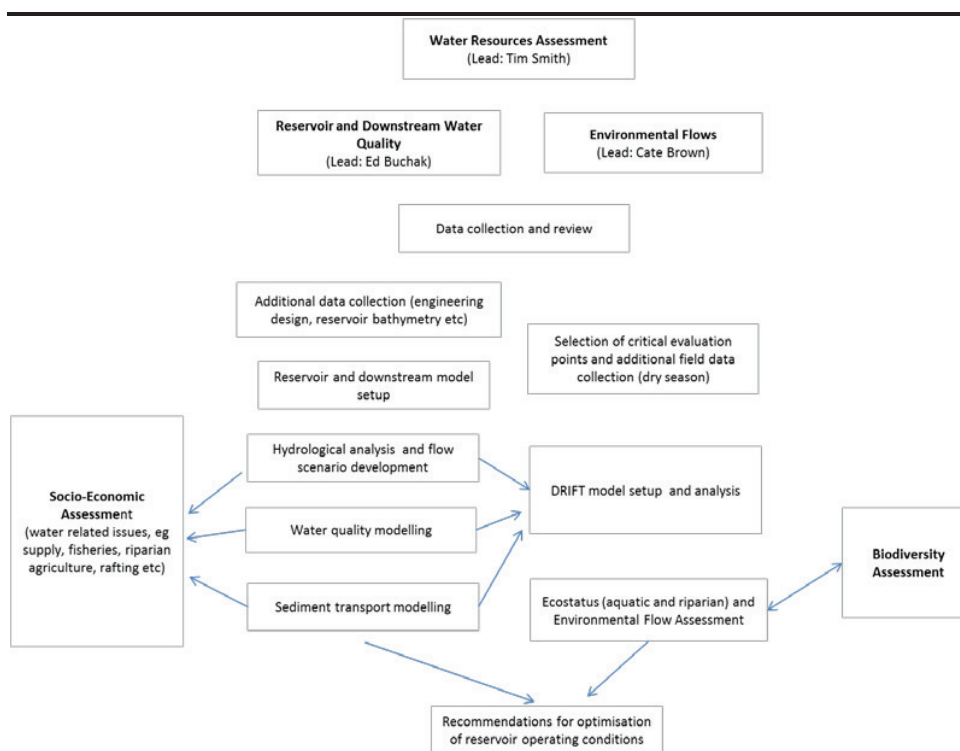 Water Resources Assessment
(Lead: Tim Smith)
Reservoir and Downstream Water
Quality
(Lead: Ed Buchak)
Environmental Flows
(Lead: Cate Brown)
Data collection and review
Additional data collection (engineering
design, reservoir bathymetry etc)
Selection of critical evaluation
points and additional field data
collection (dry season)
Reservoir and downstream model
setup
Hydrological analysis and flow
scenario development
Socio-Economic
Assessment
(water related issues, eg
supply, fisheries, riparian
agriculture, rafting etc)
DRIFT model setup and analysis
Water quality modelling
Biodiversity
Assessment
Sediment transport modelling
Ecostatus (aquatic and riparian) and
Environmental Flow Assessment
Recommendations for optimisation
of reservoir operating conditions